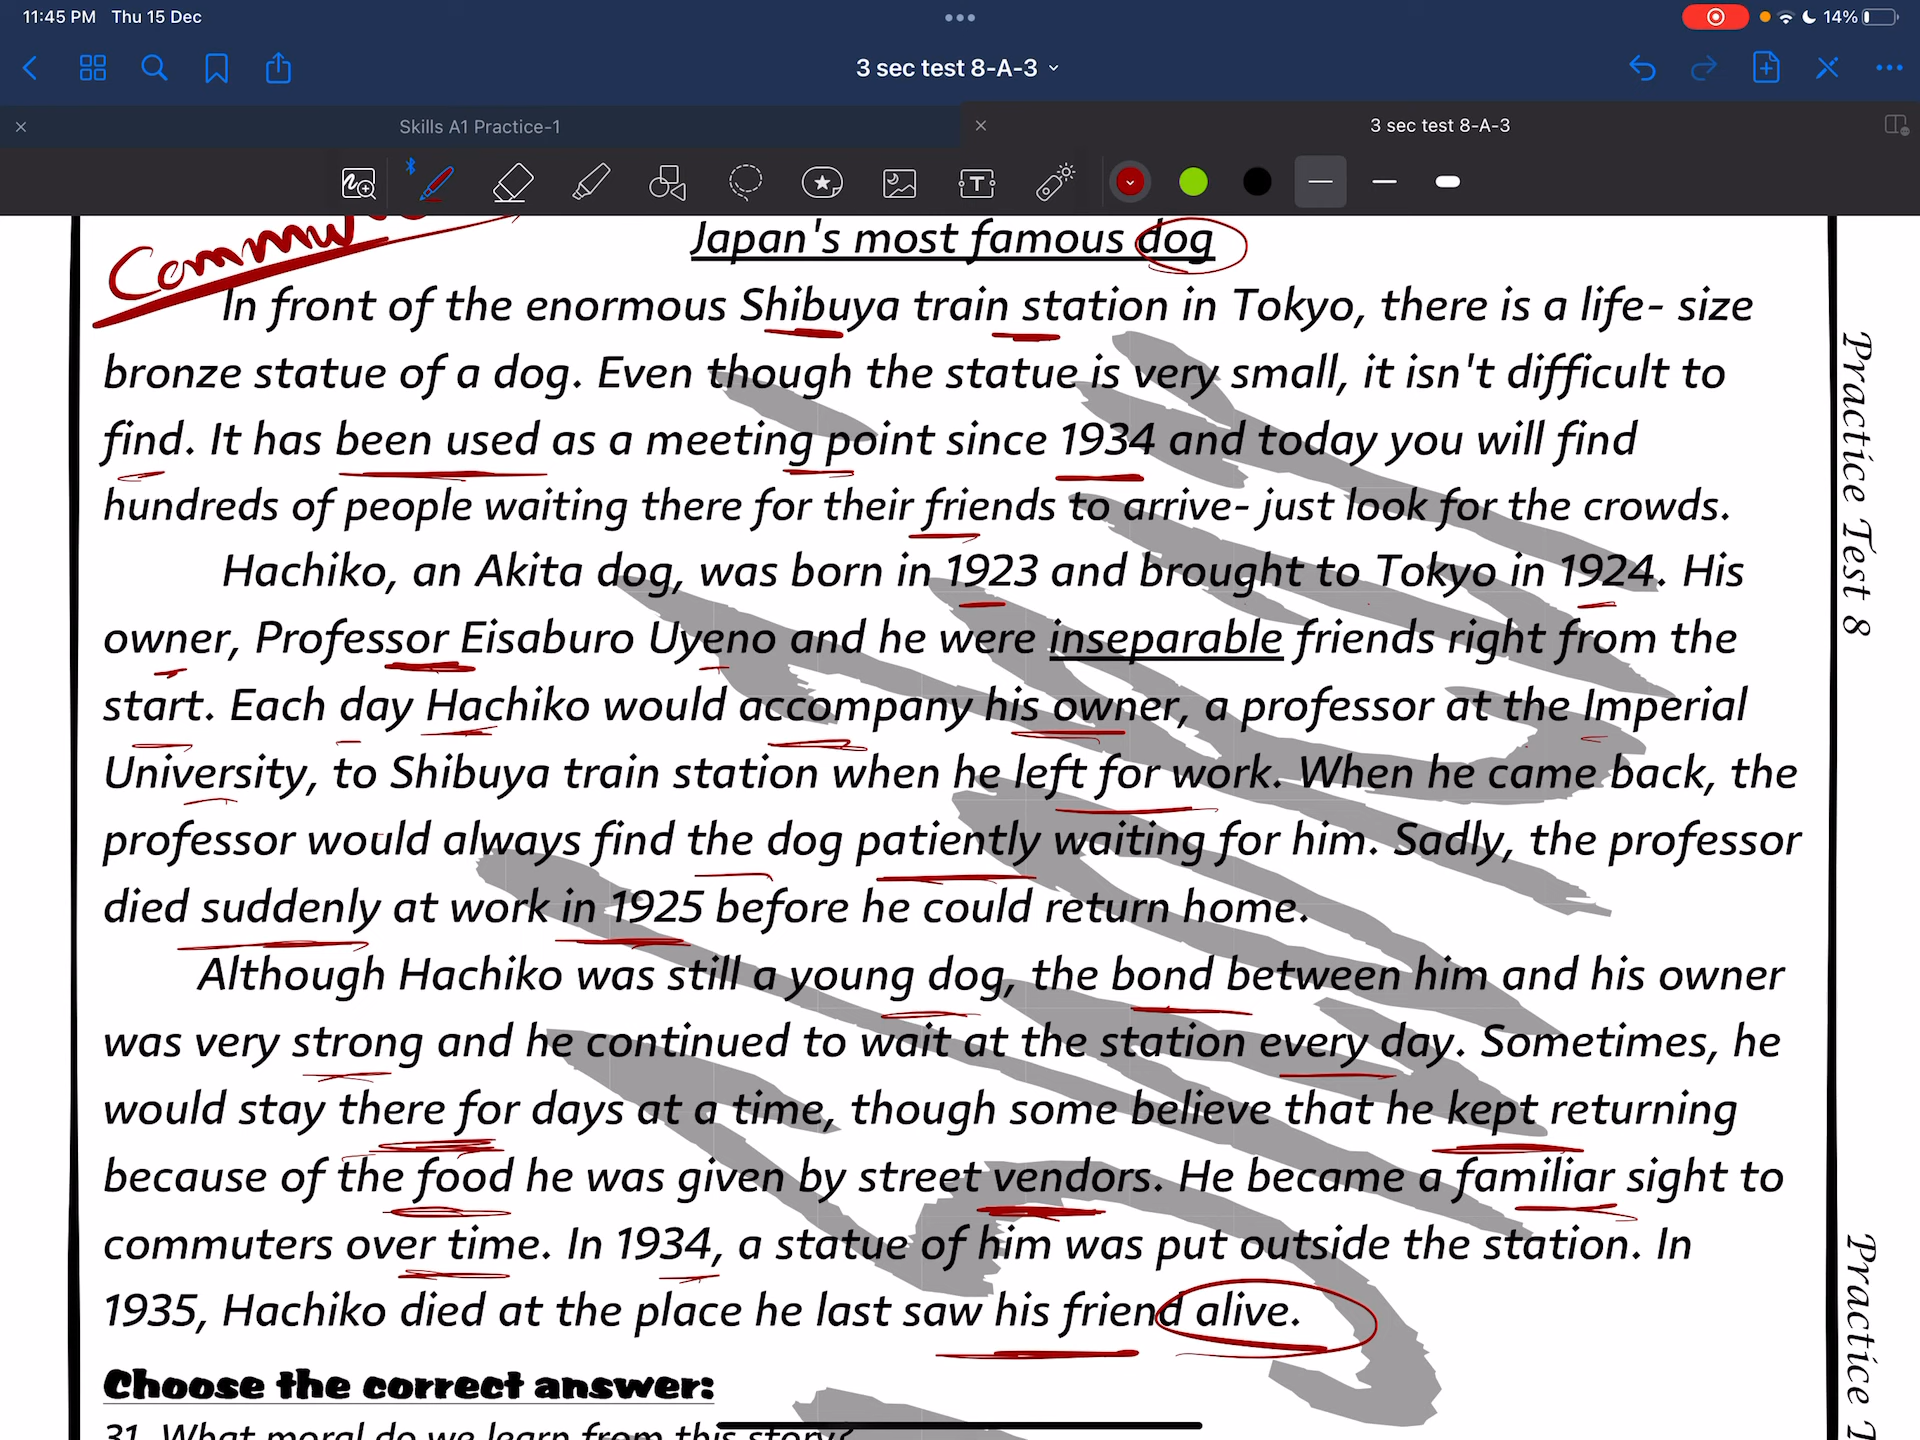 11:45 PM Thu 15 Dec
14%
3 sec test 8-A-3
Skills A1 Practice-1
3 sec test 8-A-3
Japan's most famous dog
In front of the enormous Shibuya train station in Tokyo, there is a life- size
bronze statue of a dog. Even though the statue is very small, it isn't difficult to
find. It has been used as a meeting point since 1934 and today you will find
hundreds of people waiting there for their friends to arrive- just look for the crowds.
Hachiko, an Akita dog, was born in 1923 and brought to Tokyo in 1924. His
owner, Professor Eisaburo Uyeno and he were inseparable friends right from the
start. Each day Hachiko would accompany his owner, a professor at the Imperial
University, to Shibuya train station when he left for work. When he came back, the
professor would always find the dog patiently waiting for him. Sadly, the professor
died suddenly at work in 1925 before he could return home.
Although Hachiko was still a young dog, the bond between him and his owner
was very strong and he continued to wait at the station every day. Sometimes, he
would stay there for days at a time, though some believe that he kept returning
because of the food he was given by street vendors. He became a familiar sight to
commuters over time. In 1934, a statue of him was put outside the station. In
1935, Hachiko died at the place he last saw his friend alive.
Choose the correct answer:
31. What moral do we learn from this story?
Practice Test 8
Practice